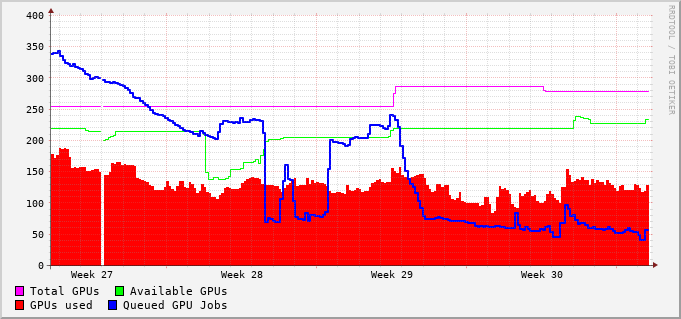 400
350
300
250
200
150
100
50
0
Week 27 Week 28 Week 29 Week 30
Total GPUs Available GPUs
GPUs used Queued GPU Jobs
RRDTOOL / TOBI OETIKER